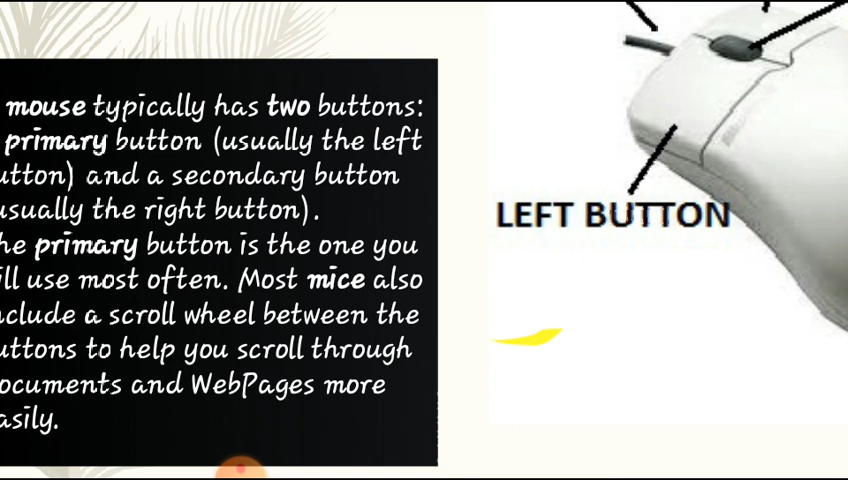 mouse typically has two buttons:
primary button (usually the left
utton) and a secondary button
usually the right button).
he primary button is the one you
ill use most often. Most mice also
nclude a scroll wheel between the
uttons to help you scroll through
ocuments and WebPages more
asily.
LEFT BUTTON